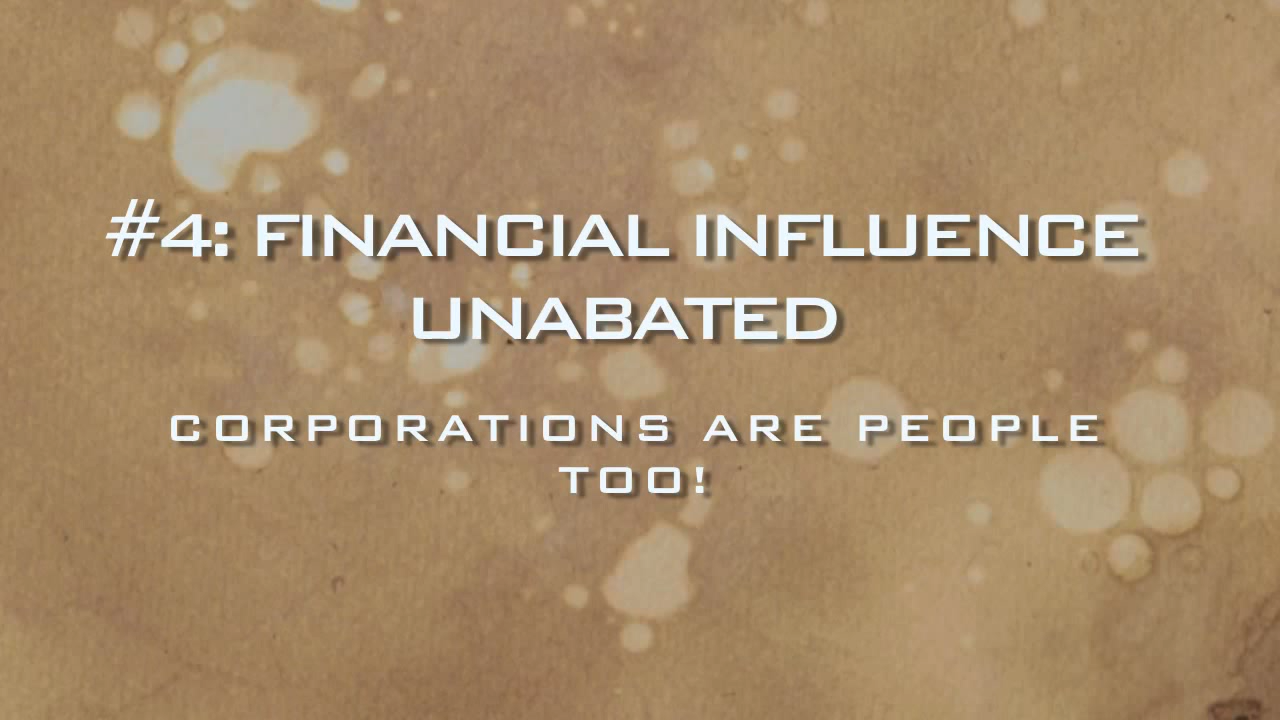 #4: FINANCIAL INFLUENCE
UNABATED
CORPORATIONS ARE PEOPLE
TOO!